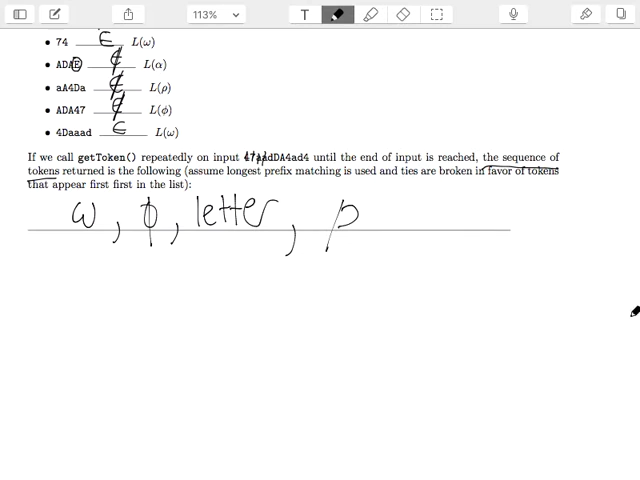 113%
T
• 74 ∈ L(ω)
• ADAE ∉ L(α)
• aA4Da ∉ L(ρ)
• ADA47 ∉ L(ϕ)
• 4Daaad ∈ L(ω)
If we call getToken() repeatedly on input 47aadDA4ad4 until the end of input is reached, the sequence of
tokens returned is the following (assume longest prefix matching is used and ties are broken in favor of tokens
that appear first first in the list):
ω, ϕ, letter, ρ